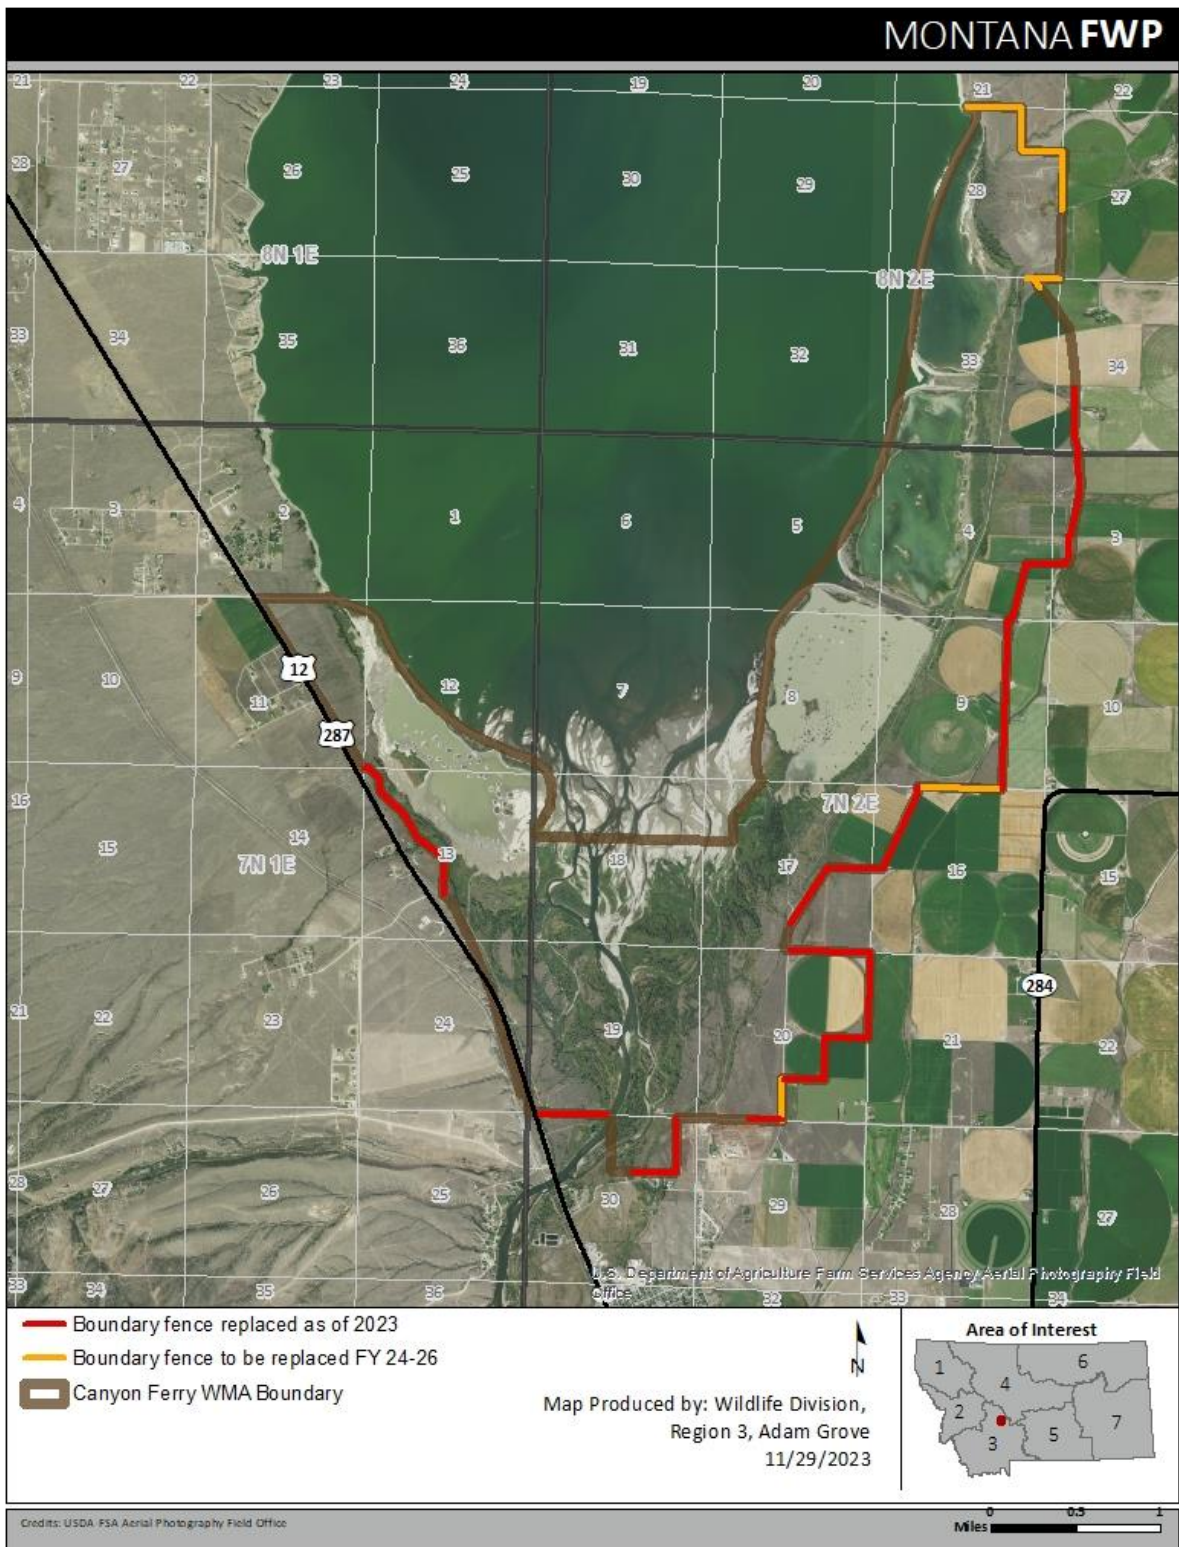 MONTANA FWP
21 22 23 24 19 20 21 22
28 27 26 25 30 29 28 27
8N 1E 8N 2E
33 34 35 36 31 32 33 34
4 3 2 1 6 5 4 3
9 10 11 12 7 8 9 10
12
287
16 15 14 13 18 17 16 15
7N 1E 7N 2E
284
21 22 23 24 19 20 21 22
28 27 26 25 30 29 28 27
U.S. Department of Agriculture Farm Services Agency Aerial Photography Field
Office
33 34 35 36 32 33 34
Boundary fence replaced as of 2023
Boundary fence to be replaced FY 24-26
Canyon Ferry WMA Boundary
N
Map Produced by: Wildlife Division,
Region 3, Adam Grove
11/29/2023
Area of Interest
1 2 3 4 5 6 7
Credits: USDA FSA Aerial Photography Field Office
0 0.5 1
Miles